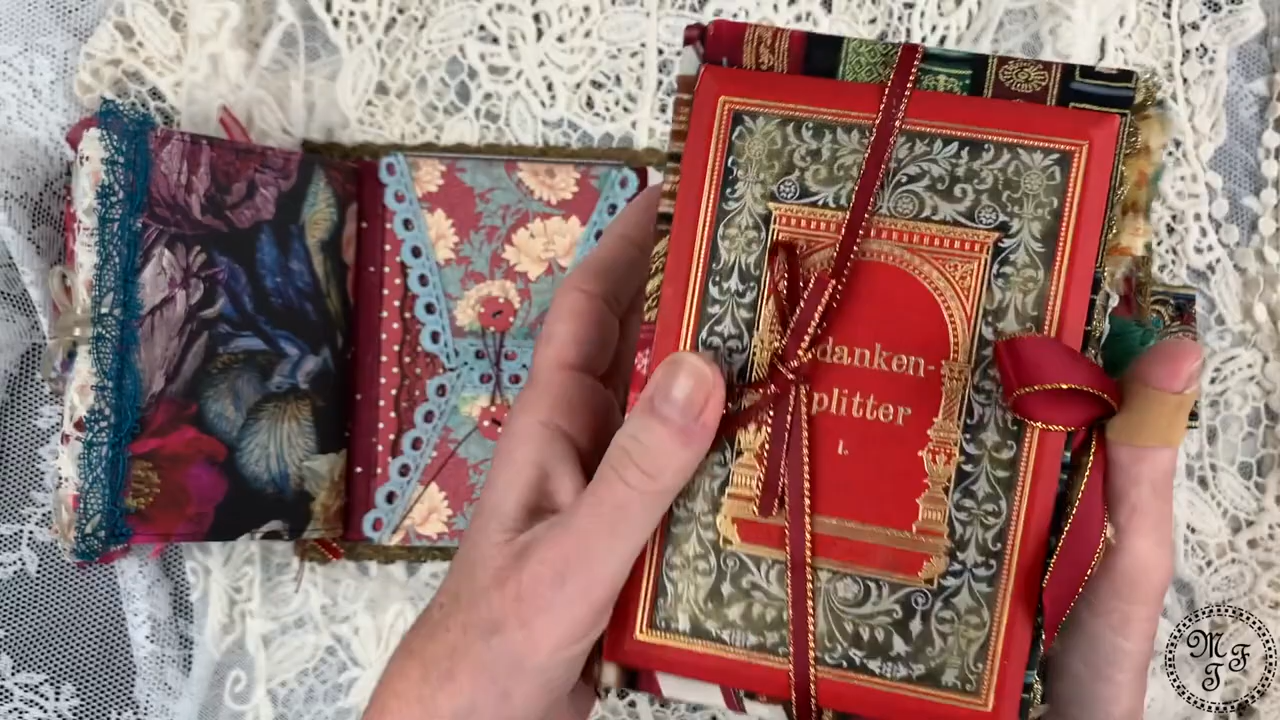 danken-
plitter
I.
M
T F